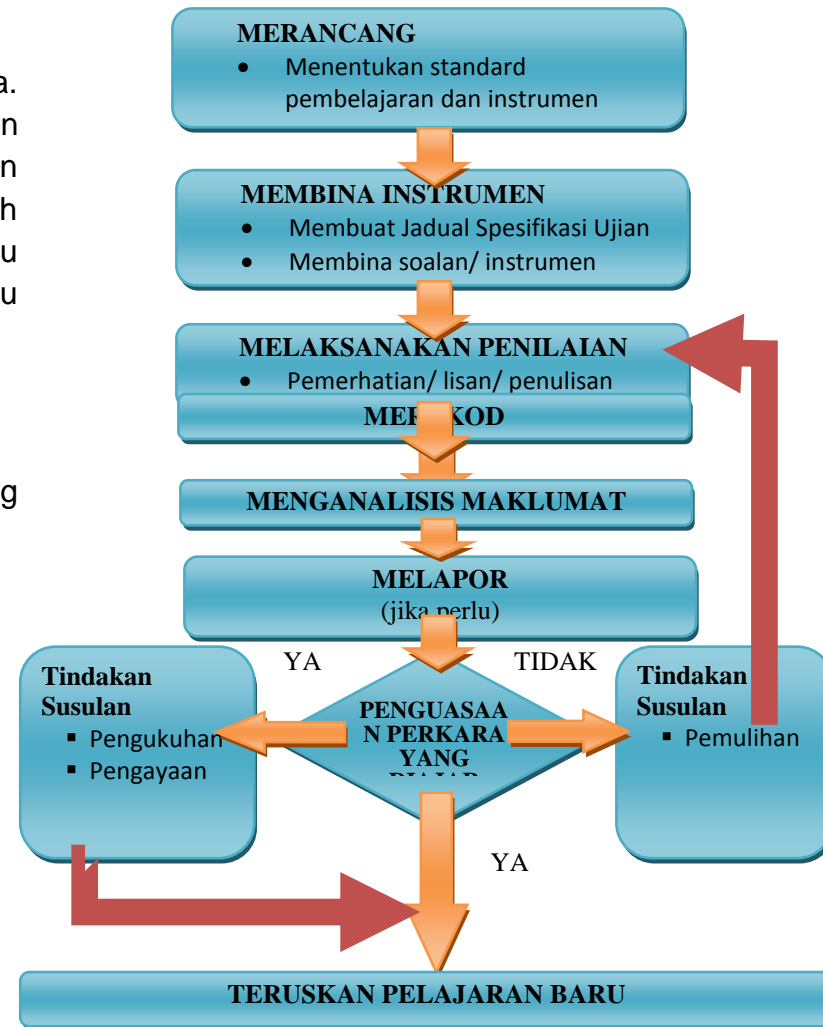 a.
n
n
h
u
u
g
MERANCANG
• Menentukan standard
pembelajaran dan instrumen
MEMBINA INSTRUMEN
• Membuat Jadual Spesifikasi Ujian
• Membina soalan/ instrumen
MELAKSANAKAN PENILAIAN
• Pemerhatian/ lisan/ penulisan
MEREKOD
MENGANALISIS MAKLUMAT
MELAPOR
(jika perlu)
YA
TIDAK
Tindakan
Susulan
▪ Pengukuhan
▪ Pengayaan
PENGUASAA
N PERKARA
YANG
DIAJAR
Tindakan
Susulan
▪ Pemulihan
YA
TERUSKAN PELAJARAN BARU